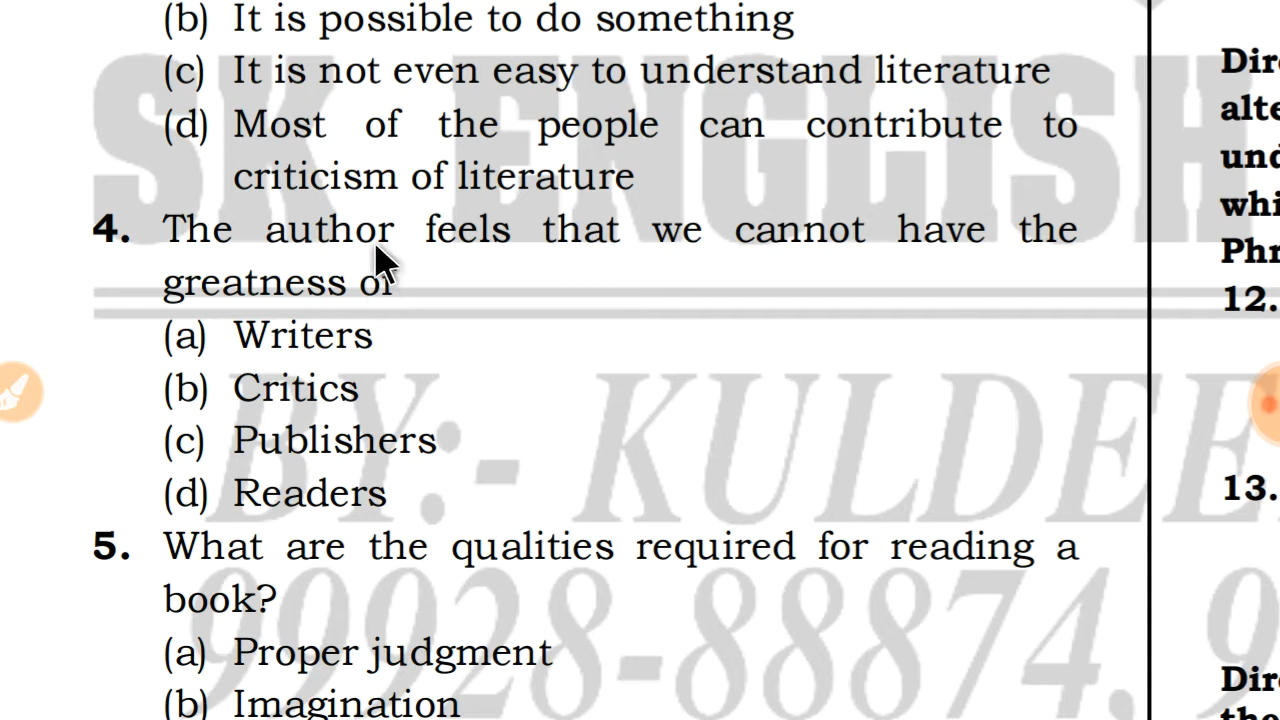 (b) It is possible to do something
(c) It is not even easy to understand literature
(d) Most of the people can contribute to
criticism of literature
4. The author feels that we cannot have the
greatness of
(a) Writers
(b) Critics
(c) Publishers
(d) Readers
5. What are the qualities required for reading a
book?
(a) Proper judgment
(b) Imagination
SK ENGLISH
BY:- KULDEE
99928-88874, 9
Dir
alte
und
whi
Phr
12.
13.
Dir
the